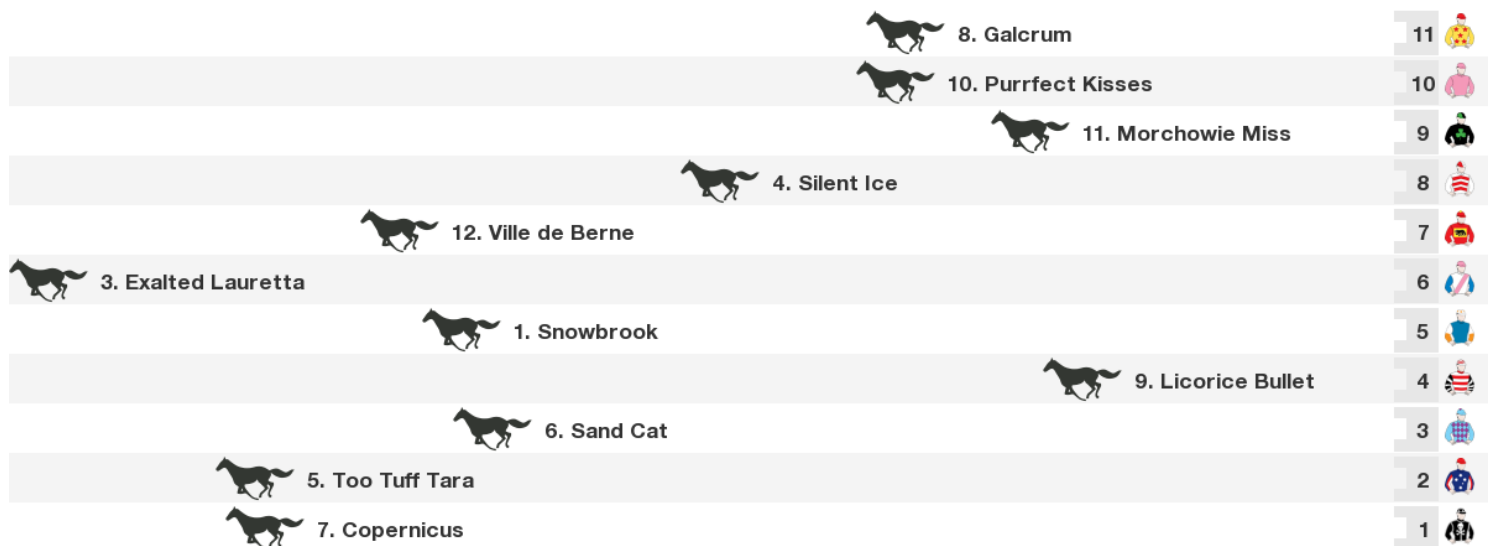 8. Galcrum 11
10. Purrfect Kisses 10
11. Morchowie Miss 9
4. Silent Ice 8
12. Ville de Berne 7
3. Exalted Lauretta 6
1. Snowbrook 5
9. Licorice Bullet 4
6. Sand Cat 3
5. Too Tuff Tara 2
7. Copernicus 1